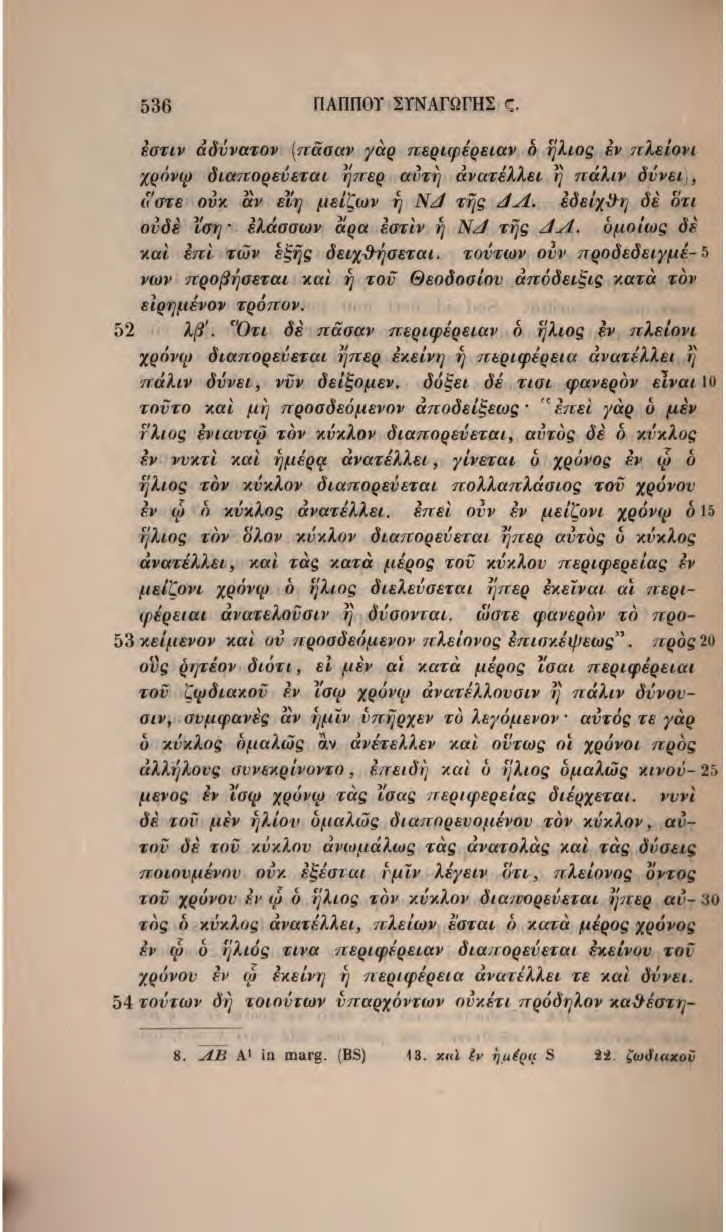 536 ΠΑΠΠΟΥ ΣΥΝΑΓΩΓΗΣ ϛ.
ἐστιν ἀδύνατον (πᾶσαν γὰρ περιφέρειαν ὁ ἥλιος ἐν πλείονι
χρόνῳ διαπορεύεται ἤπερ αὐτὴ ἀνατέλλει ἢ πάλιν δύνει),
ὥστε οὐκ ἂν εἴη μείζων ἡ ΝΔ τῆς ΔΛ. ἐδείχθη δὲ ὅτι
οὐδὲ ἴση· ἐλάσσων ἄρα ἐστὶν ἡ ΝΔ τῆς ΔΛ. ὁμοίως δὲ
καὶ ἐπὶ τῶν ἑξῆς δειχθήσεται. τούτων οὖν προδεδειγμέ- 5
νων προβήσεται καὶ ἡ τοῦ Θεοδοσίου ἀπόδειξις κατὰ τὸν
εἰρημένον τρόπον.
52 λβʹ. Ὅτι δὲ πᾶσαν περιφέρειαν ὁ ἥλιος ἐν πλείονι
χρόνῳ διαπορεύεται ἤπερ ἐκείνη ἡ περιφέρεια ἀνατέλλει ἢ
πάλιν δύνει, νῦν δείξομεν. δόξει δέ τισι φανερὸν εἶναι 10
τοῦτο καὶ μὴ προσδεόμενον ἀποδείξεως· "ἐπεὶ γὰρ ὁ μὲν
ἥλιος ἐνιαυτῷ τὸν κύκλον διαπορεύεται, αὐτὸς δὲ ὁ κύκλος
ἐν νυκτὶ καὶ ἡμέρᾳ ἀνατέλλει, γίνεται ὁ χρόνος ἐν ᾧ ὁ
ἥλιος τὸν κύκλον διαπορεύεται πολλαπλάσιος τοῦ χρόνου
ἐν ᾧ ὁ κύκλος ἀνατέλλει. ἐπεὶ οὖν ἐν μείζονι χρόνῳ ὁ 15
ἥλιος τὸν ὅλον κύκλον διαπορεύεται ἤπερ αὐτὸς ὁ κύκλος
ἀνατέλλει, καὶ τὰς κατὰ μέρος τοῦ κύκλου περιφερείας ἐν
μείζονι χρόνῳ ὁ ἥλιος διελεύσεται ἤπερ ἐκεῖναι αἱ περι-
φέρειαι ἀνατελοῦσιν ἢ δύσονται. ὥστε φανερὸν τὸ προ-
53 κείμενον καὶ οὐ προσδεόμενον πλείονος ἐπισκέψεως". πρὸς 20
οὓς ῥητέον διότι, εἰ μὲν αἱ κατὰ μέρος ἴσαι περιφέρειαι
τοῦ ζῳδιακοῦ ἐν ἴσῳ χρόνῳ ἀνατέλλουσιν ἢ πάλιν δύνου-
σιν, συμφανὲς ἂν ἡμῖν ὑπῆρχεν τὸ λεγόμενον· αὐτός τε γὰρ
ὁ κύκλος ὁμαλῶς ἂν ἀνέτελλεν καὶ οὕτως οἱ χρόνοι πρὸς
ἀλλήλους συνεκρίνοντο, ἐπειδὴ καὶ ὁ ἥλιος ὁμαλῶς κινού- 25
μενος ἐν ἴσῳ χρόνῳ τὰς ἴσας περιφερείας διέρχεται. νυνὶ
δὲ τοῦ μὲν ἡλίου ὁμαλῶς διαπορευομένου τὸν κύκλον, αὐ-
τοῦ δὲ τοῦ κύκλου ἀνωμάλως τὰς ἀνατολὰς καὶ τὰς δύσεις
ποιουμένου οὐκ ἐξέσται ἡμῖν λέγειν ὅτι, πλείονος ὄντος
τοῦ χρόνου ἐν ᾧ ὁ ἥλιος τὸν κύκλον διαπορεύεται ἤπερ αὐ- 30
τὸς ὁ κύκλος ἀνατέλλει, πλείων ἔσται ὁ κατὰ μέρος χρόνος
ἐν ᾧ ὁ ἥλιός τινα περιφέρειαν διαπορεύεται ἐκείνου τοῦ
χρόνου ἐν ᾧ ἐκείνη ἡ περιφέρεια ἀνατέλλει τε καὶ δύνει.
54 τούτων δὴ τοιούτων ὑπαρχόντων οὐκέτι πρόδηλον καθέστη-
8. ΛΒ A¹ in marg. (BS) 13. καὶ ἐν ἡμέρᾳ S 22. ζωδιακοῦ